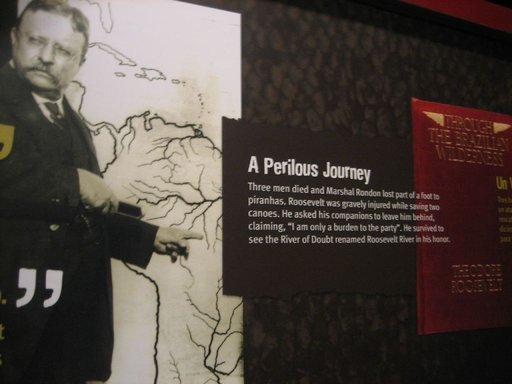 A Perilous Journey
Three men died and Marshal Rondon lost part of a foot to
piranhas. Roosevelt was gravely injured while saving two
canoes. He asked his companions to leave him behind,
claiming, "I am only a burden to the party". He survived to
see the River of Doubt renamed Roosevelt River in his honor.
THROUGH
THE BRAZILIAN
WILDERNESS
THEODORE
ROOSEVELT
Un
”